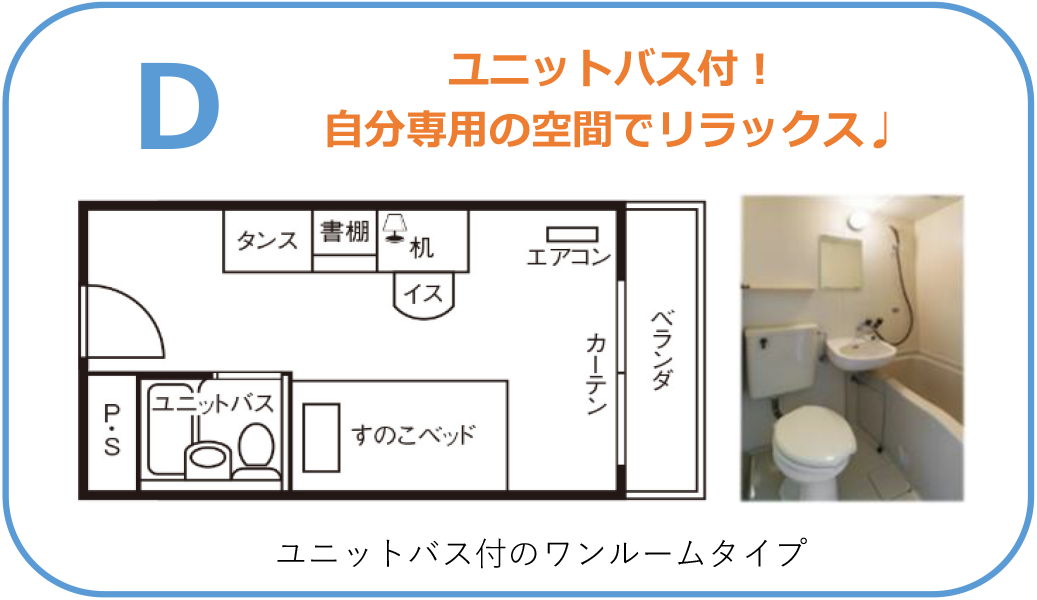 D
ユニットバス付！
自分専用の空間でリラックス♩
タンス
書棚
机
イス
エアコン
カーテン
ベランダ
P・S
ユニットバス
すのこベッド
ユニットバス付のワンルームタイプ